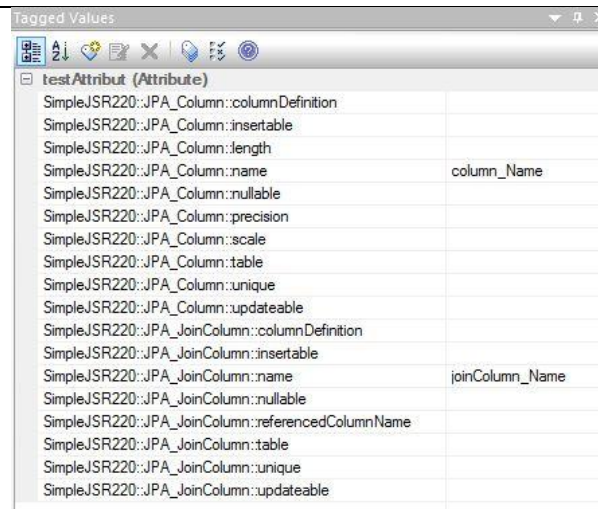 Tagged Values
testAttribut (Attribute)
SimpleJSR220::JPA_Column::columnDefinition
SimpleJSR220::JPA_Column::insertable
SimpleJSR220::JPA_Column::length
SimpleJSR220::JPA_Column::name column_Name
SimpleJSR220::JPA_Column::nullable
SimpleJSR220::JPA_Column::precision
SimpleJSR220::JPA_Column::scale
SimpleJSR220::JPA_Column::table
SimpleJSR220::JPA_Column::unique
SimpleJSR220::JPA_Column::updateable
SimpleJSR220::JPA_JoinColumn::columnDefinition
SimpleJSR220::JPA_JoinColumn::insertable
SimpleJSR220::JPA_JoinColumn::name joinColumn_Name
SimpleJSR220::JPA_JoinColumn::nullable
SimpleJSR220::JPA_JoinColumn::referencedColumnName
SimpleJSR220::JPA_JoinColumn::table
SimpleJSR220::JPA_JoinColumn::unique
SimpleJSR220::JPA_JoinColumn::updateable